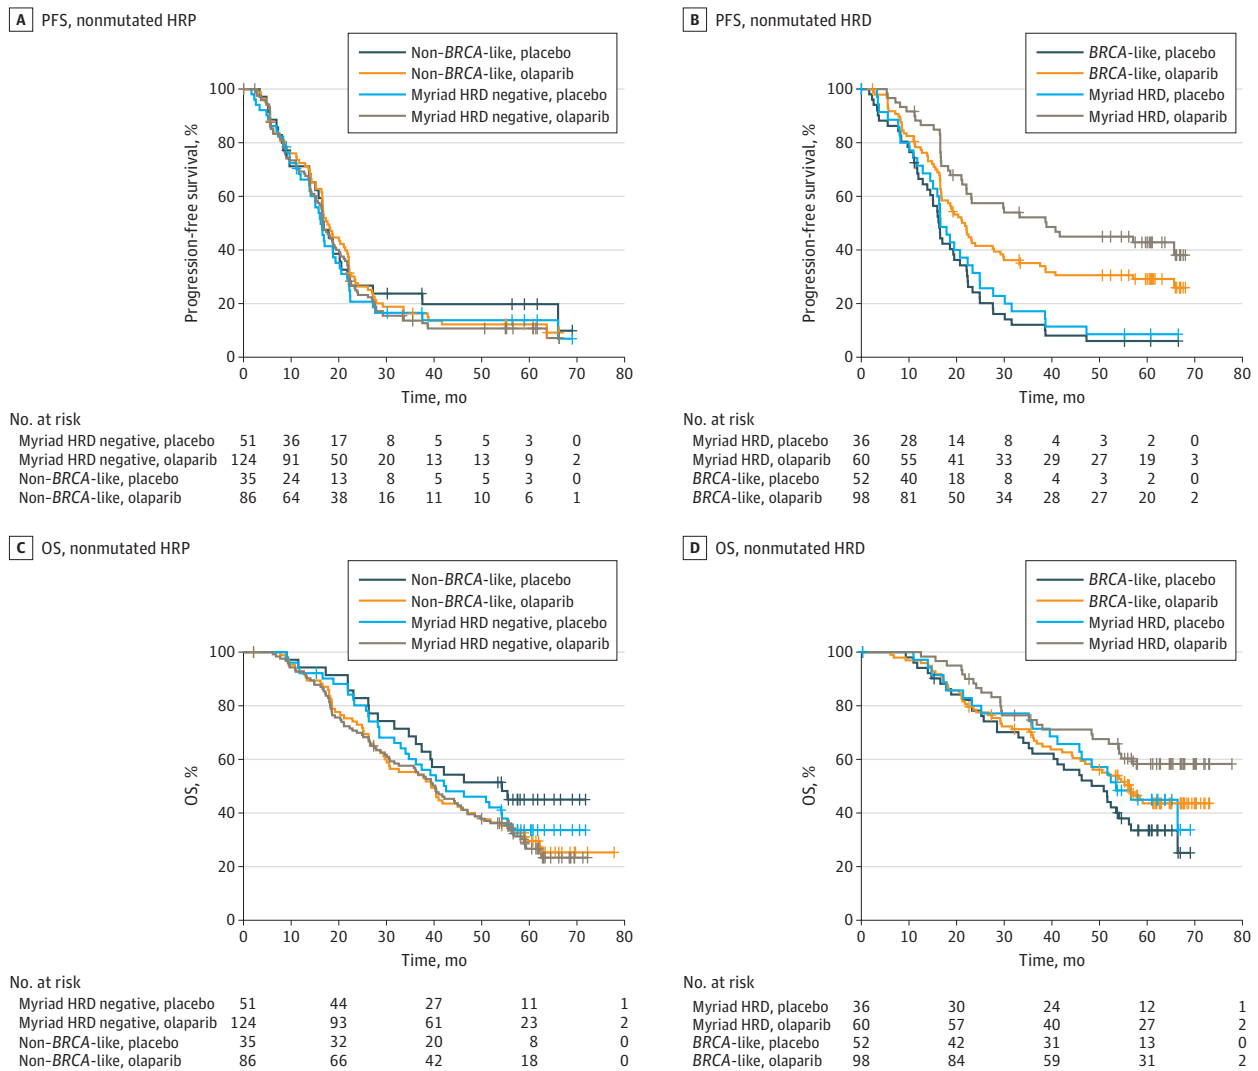 A PFS, nonmutated HRP
Non-BRCA-like, placebo
Non-BRCA-like, olaparib
Myriad HRD negative, placebo
Myriad HRD negative, olaparib
Progression-free survival, %
100
80
60
40
20
0
0 10 20 30 40 50 60 70 80
Time, mo
No. at risk
Myriad HRD negative, placebo 51 36 17 8 5 5 3 0
Myriad HRD negative, olaparib 124 91 50 20 13 13 9 2
Non-BRCA-like, placebo 35 24 13 8 5 5 3 0
Non-BRCA-like, olaparib 86 64 38 16 11 10 6 1
B PFS, nonmutated HRD
BRCA-like, placebo
BRCA-like, olaparib
Myriad HRD, placebo
Myriad HRD, olaparib
Progression-free survival, %
100
80
60
40
20
0
0 10 20 30 40 50 60 70 80
Time, mo
No. at risk
Myriad HRD, placebo 36 28 14 8 4 3 2 0
Myriad HRD, olaparib 60 55 41 33 29 27 19 3
BRCA-like, placebo 52 40 18 8 4 3 2 0
BRCA-like, olaparib 98 81 50 34 28 27 20 2
C OS, nonmutated HRP
Non-BRCA-like, placebo
Non-BRCA-like, olaparib
Myriad HRD negative, placebo
Myriad HRD negative, olaparib
OS, %
100
80
60
40
20
0
0 10 20 30 40 50 60 70 80
Time, mo
No. at risk
Myriad HRD negative, placebo 51 44 27 11 1
Myriad HRD negative, olaparib 124 93 61 23 2
Non-BRCA-like, placebo 35 32 20 8 0
Non-BRCA-like, olaparib 86 66 42 18 0
D OS, nonmutated HRD
BRCA-like, placebo
BRCA-like, olaparib
Myriad HRD, placebo
Myriad HRD, olaparib
OS, %
100
80
60
40
20
0
0 10 20 30 40 50 60 70 80
Time, mo
No. at risk
Myriad HRD, placebo 36 30 24 12 1
Myriad HRD, olaparib 60 57 40 27 2
BRCA-like, placebo 52 42 31 13 0
BRCA-like, olaparib 98 84 59 31 2